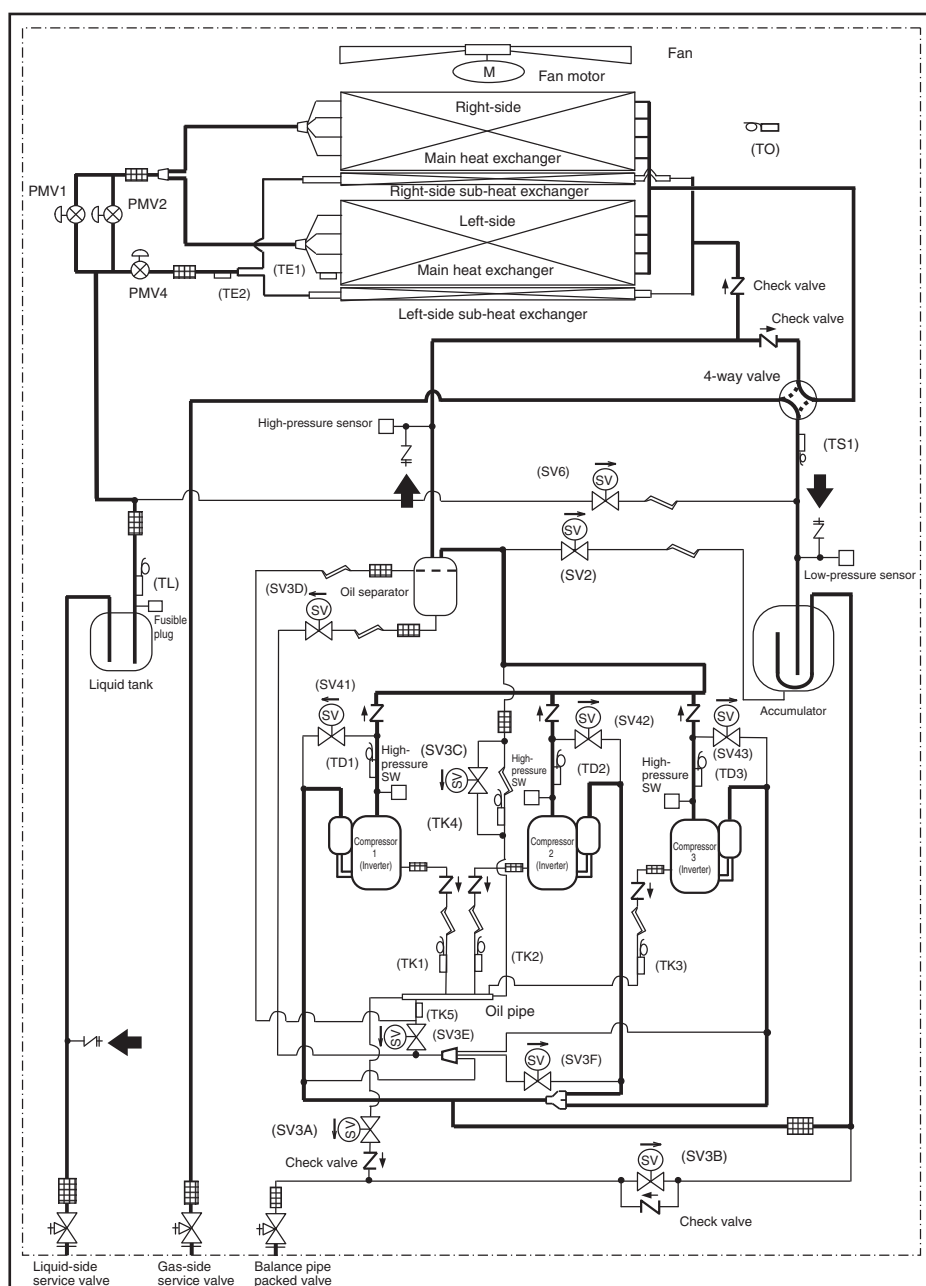 Fan
M
Fan motor
Right-side
Main heat exchanger
(TO)
Right-side sub-heat exchanger
PMV1
PMV2
Left-side
(TE1)
Main heat exchanger
PMV4
(TE2)
Left-side sub-heat exchanger
Check valve
Check valve
4-way valve
High-pressure sensor
(TS1)
(SV6)
SV
SV
(SV2)
Low-pressure sensor
(TL)
(SV3D)
SV
Oil separator
Fusible
plug
Liquid tank
Accumulator
(SV41)
SV
SV
(SV42)
SV
(SV43)
(TD1)
High-
pressure
SW
(SV3C)
SV
High-
pressure
SW
(TD2)
High-
pressure
SW
(TD3)
(TK4)
Compressor
1
(Inverter)
Compressor
2
(Inverter)
Compressor
3
(Inverter)
(TK1)
(TK2)
(TK3)
Oil pipe
(TK5)
SV
(SV3E)
SV
(SV3F)
(SV3A)
SV
Check valve
SV
(SV3B)
Check valve
Liquid-side
service valve
Gas-side
service valve
Balance pipe
packed valve